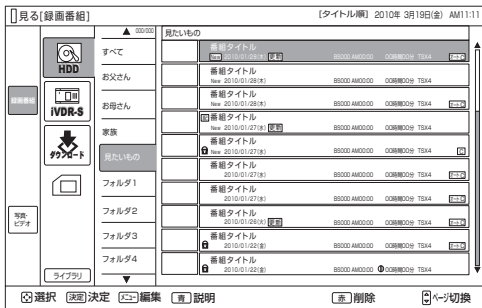 見る[録画番組] [タイトル順] 2010年 3月19日(金) AM11:11
000/000
見たいもの
録画番組
写真・ビデオ
HDD
iVDR-S
ダウンロード
ライブラリ
すべて
お父さん
お母さん
家族
見たいもの
フォルダ1
フォルダ2
フォルダ3
フォルダ4
番組タイトル
New 2010/01/28(木) 更新 BS000 AM00:00 00時間00分 TSX4
番組タイトル
New 2010/01/28(木) BS000 AM00:00 00時間00分 TSX4
番組タイトル
New 2010/01/28(木) BS000 AM00:00 00時間00分 TSX4
番組タイトル
New 2010/01/27(水) 更新 BS000 AM00:00 00時間00分 TSX4
番組タイトル
New 2010/01/27(水) BS000 AM00:00 00時間00分 TSX4
番組タイトル
2010/01/27(水) BS000 AM00:00 00時間00分 TSX4
番組タイトル
2010/01/27(水) BS000 AM00:00 00時間00分 TSX4
番組タイトル
2010/01/26(火) 更新 BS000 AM00:00 00時間00分 TSX4
番組タイトル
2010/01/22(金) BS000 AM00:00 00時間00分 TSX4
番組タイトル
2010/01/22(金) BS000 AM00:00 00時間00分 TSX4
選択 決定 決定 メニュー 編集 青 説明 赤 削除 ページ切換